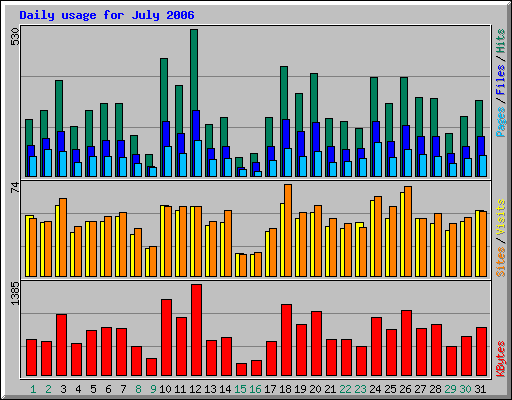 Daily usage for July 2006
530
Pages / Files / Hits
74
Sites / Visits
1385
KBytes
1 2 3 4 5 6 7 8 9 10 11 12 13 14 15 16 17 18 19 20 21 22 23 24 25 26 27 28 29 30 31